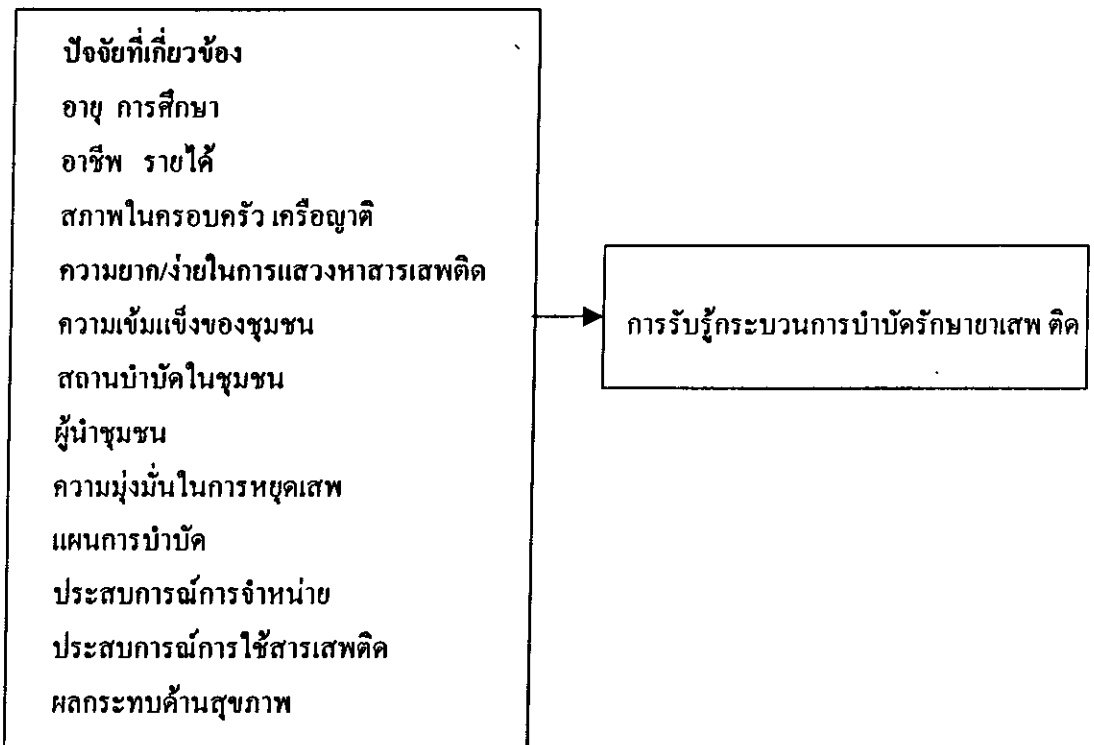 ปัจจัยที่เกี่ยวข้อง
อายุ การศึกษา
อาชีพ รายได้
สภาพในครอบครัว เครือญาติ
ความยาก/ง่ายในการแสวงหาสารเสพติด
ความเข้มแข็งของชุมชน
สถานบำบัดในชุมชน
ผู้นำชุมชน
ความมุ่งมั่นในการหยุดเสพ
แผนการบำบัด
ประสบการณ์การจำหน่าย
ประสบการณ์การใช้สารเสพติด
ผลกระทบด้านสุขภาพ
การรับรู้กระบวนการบำบัดรักษายาเสพ ติด